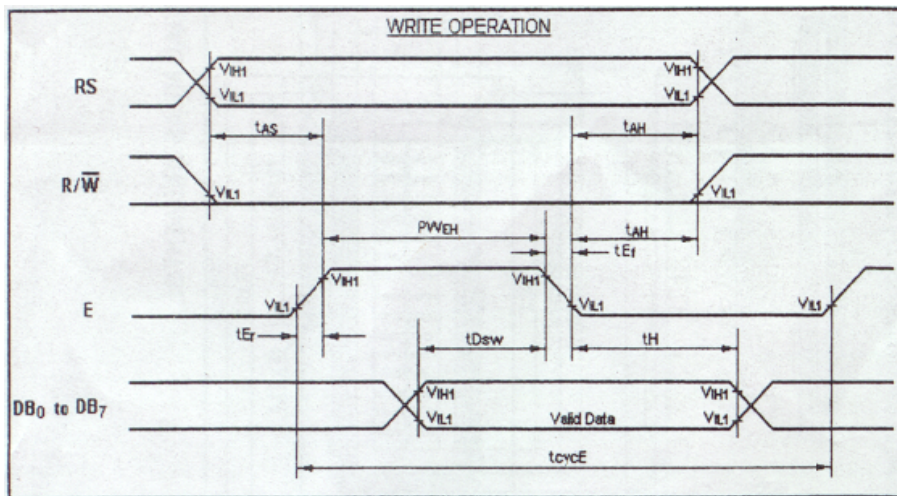 WRITE OPERATION
RS
VIH1
VIL1
VIH1
VIL1
tAS
tAH
R/W̅
VIL1
VIL1
PWEH
tAH
tEf
E
VIL1
VIH1
VIH1
VIL1
VIL1
tEr
tDSW
tH
DB0 to DB7
VIH1
VIL1
Valid Data
VIH1
VIL1
tcycE